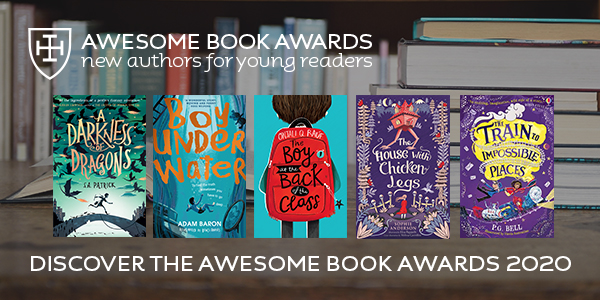 AWESOME BOOK AWARDS
new authors for young readers
A
DARKNESS
OF
DRAGONS
S.A. PATRICK
Boy
UNDER
WATER
ADAM BARON
ONJALI Q. RAÚF
The
Boy
at the
Back
of the
Class
The
HOUSE with
Chicken
Legs
SOPHIE
ANDERSON
The
TRAIN to
IMPOSSIBLE
PLACES
P.G. BELL
DISCOVER THE AWESOME BOOK AWARDS 2020